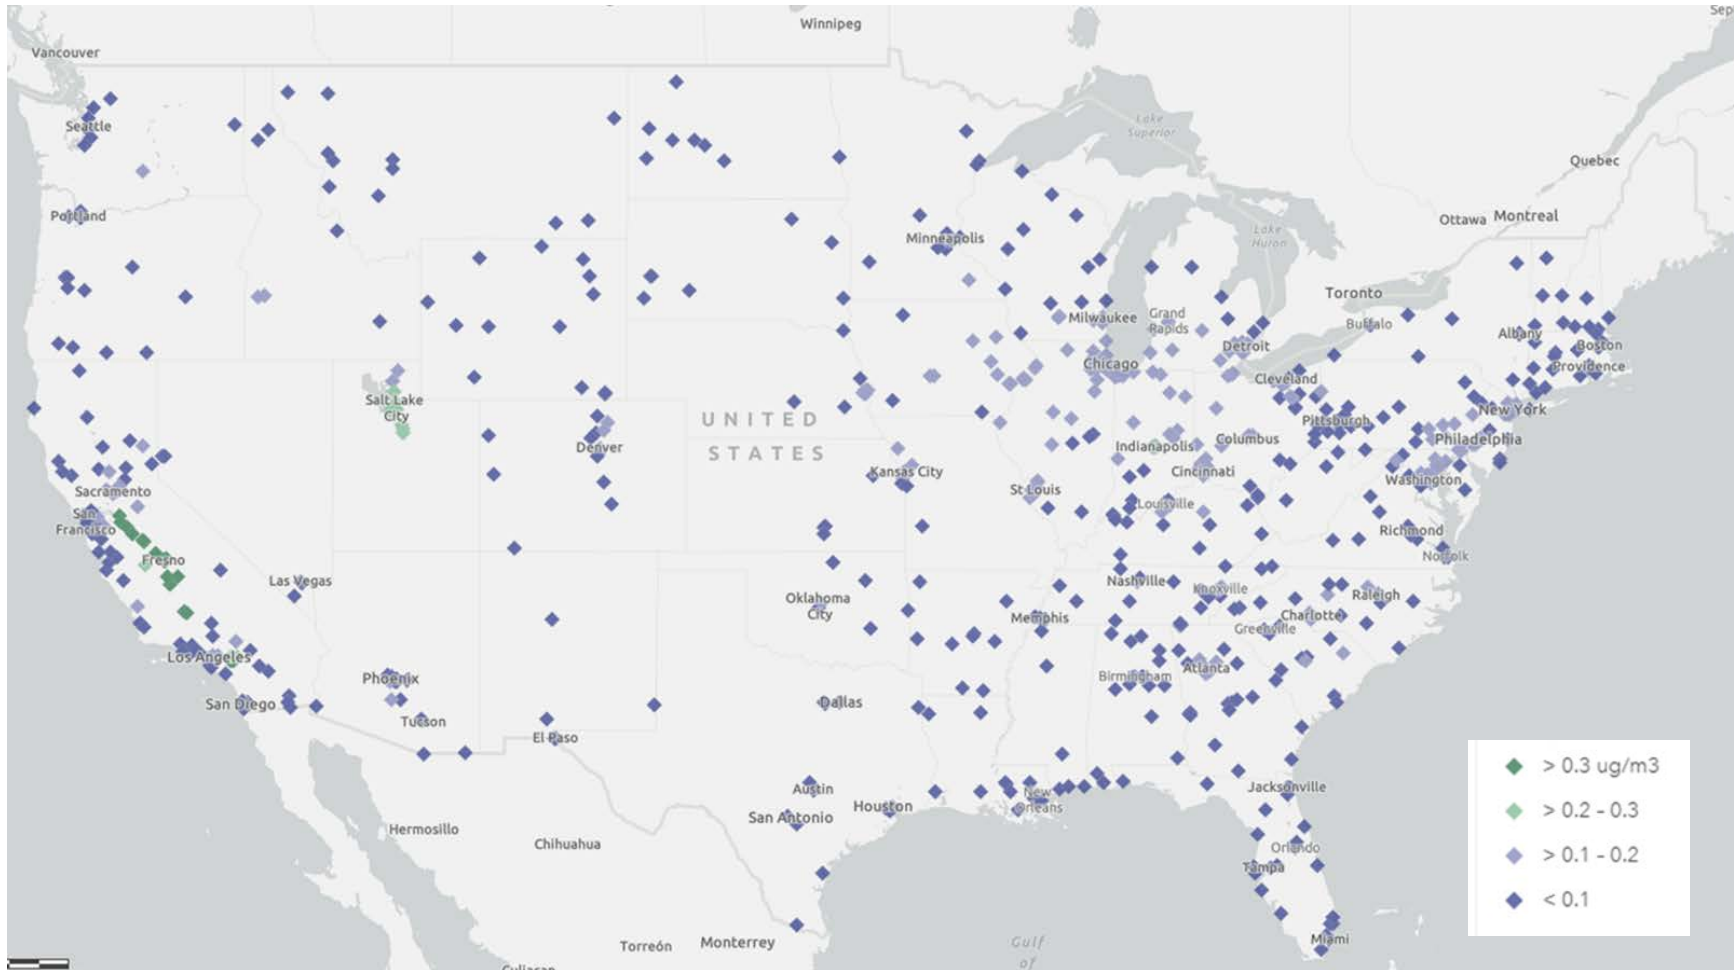 Sep
Winnipeg
Vancouver
Lake
Superior
Seattle
Quebec
Portland
Ottawa
Montreal
Minneapolis
Lake
Huron
Toronto
Milwaukee
Grand
Rapids
Buffalo
Albany
Detroit
Boston
Chicago
Providence
Cleveland
Salt Lake
City
New York
UNITED
STATES
Pittsburgh
Denver
Indianapolis
Columbus
Philadelphia
Kansas City
Cincinnati
Washington
Sacramento
St Louis
Louisville
San
Francisco
Richmond
Norfolk
Fresno
Las Vegas
Nashville
Knoxville
Oklahoma
City
Raleigh
Memphis
Charlotte
Greenville
Los Angeles
Atlanta
Phoenix
Birmingham
San Diego
Dallas
Tucson
El Paso
> 0.3 ug/m3
Austin
Jacksonville
New
Orleans
Houston
> 0.2 - 0.3
San Antonio
Hermosillo
Chihuahua
Orlando
> 0.1 - 0.2
Tampa
< 0.1
Miami
Torreón
Monterrey
Gulf
of
Culiacan